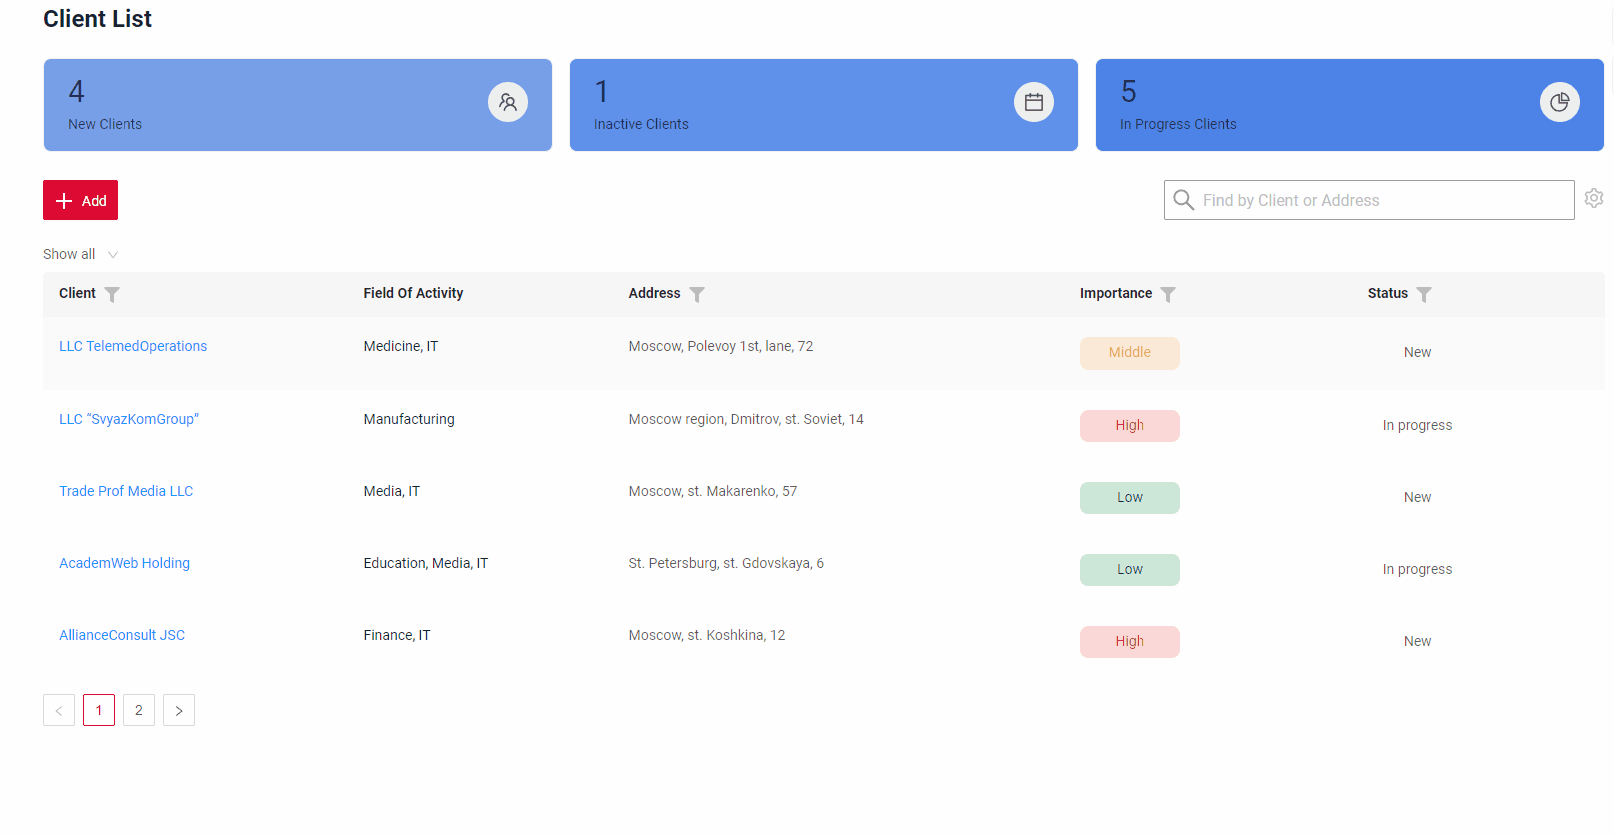 Client List
4
New Clients
1
Inactive Clients
5
In Progress Clients
Add
Find by Client or Address
Show all
Client Field Of Activity Address Importance Status
LLC TelemedOperations Medicine, IT Moscow, Polevoy 1st, lane, 72 Middle New
LLC “SvyazKomGroup” Manufacturing Moscow region, Dmitrov, st. Soviet, 14 High In progress
Trade Prof Media LLC Media, IT Moscow, st. Makarenko, 57 Low New
AcademWeb Holding Education, Media, IT St. Petersburg, st. Gdovskaya, 6 Low In progress
AllianceConsult JSC Finance, IT Moscow, st. Koshkina, 12 High New
< 1 2 >